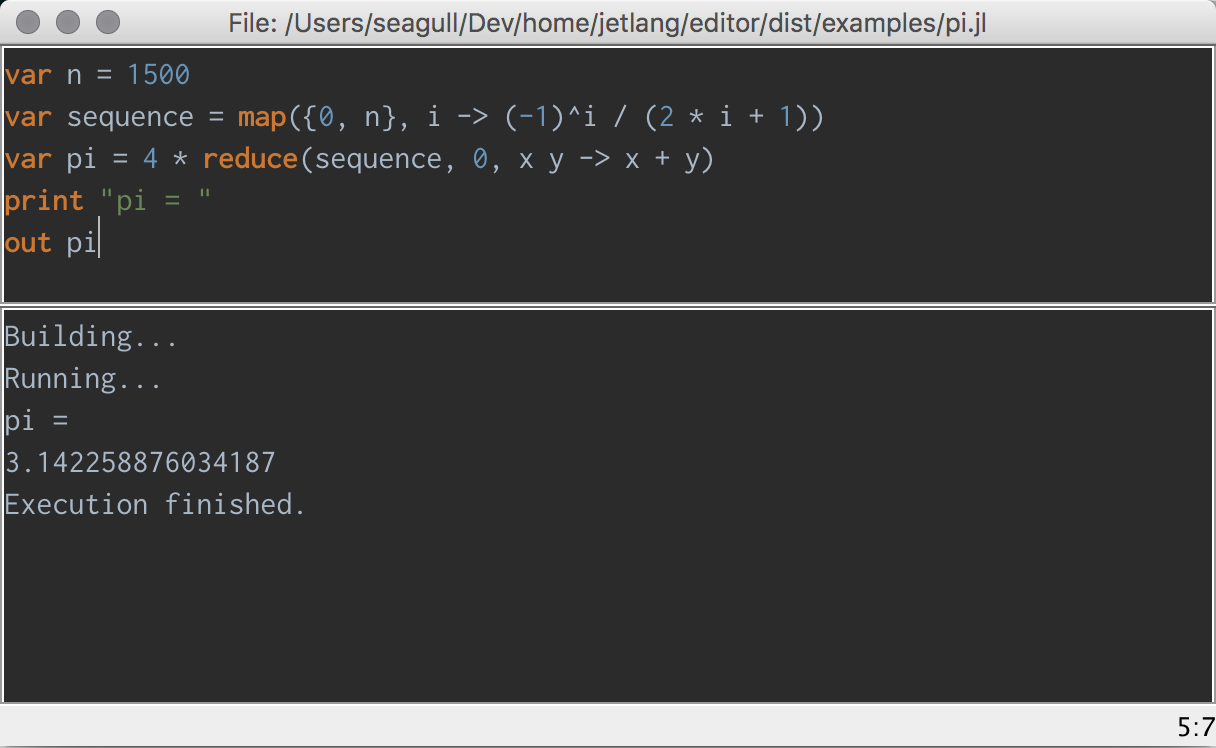 File: /Users/seagull/Dev/home/jetlang/editor/dist/examples/pi.jl
var n = 1500
var sequence = map({0, n}, i -> (-1)^i / (2 * i + 1))
var pi = 4 * reduce(sequence, 0, x y -> x + y)
print "pi = "
out pi
Building...
Running...
pi =
3.142258876034187
Execution finished.
5:7